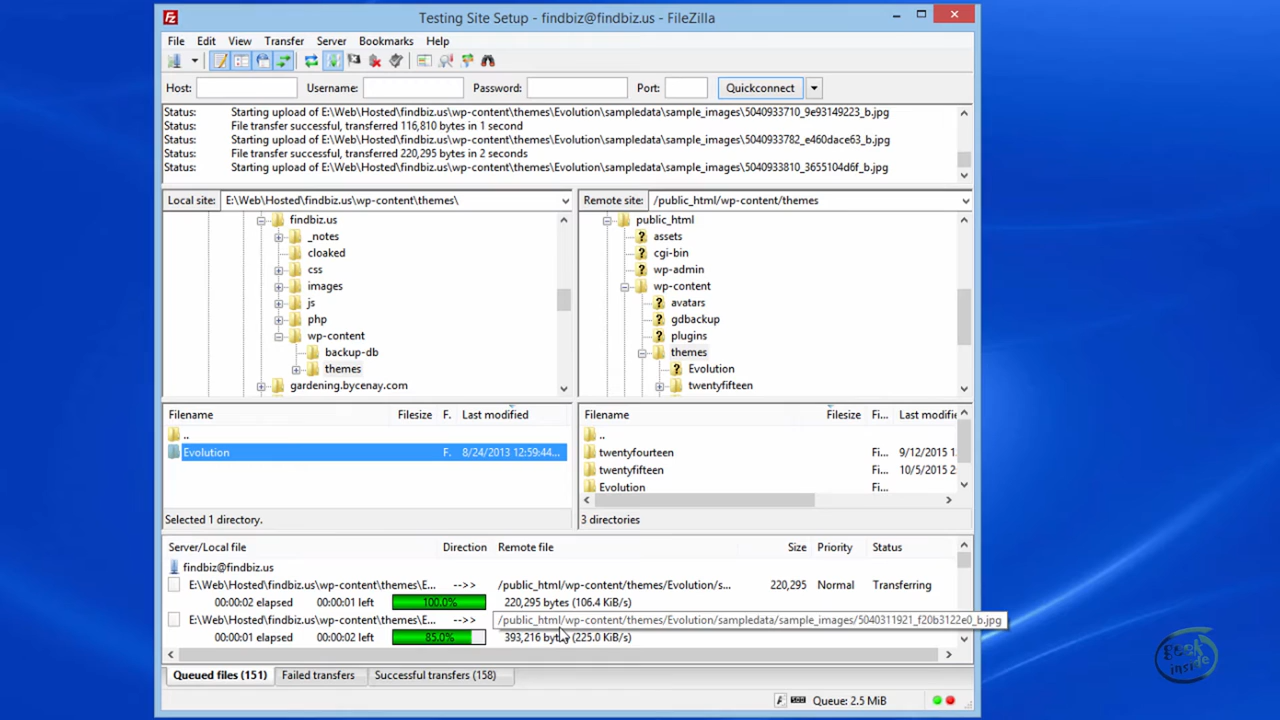 Testing Site Setup - findbiz@findbiz.us - FileZilla
File Edit View Transfer Server Bookmarks Help
Host: Username: Password: Port: Quickconnect
Status: Starting upload of E:\Web\Hosted\findbiz.us\wp-content\themes\Evolution\sampledata\sample_images\5040933710_9e93149223_b.jpg
Status: File transfer successful, transferred 116,810 bytes in 1 second
Status: Starting upload of E:\Web\Hosted\findbiz.us\wp-content\themes\Evolution\sampledata\sample_images\5040933782_e460dace63_b.jpg
Status: File transfer successful, transferred 220,295 bytes in 2 seconds
Status: Starting upload of E:\Web\Hosted\findbiz.us\wp-content\themes\Evolution\sampledata\sample_images\5040933810_3655104d6f_b.jpg
Local site: E:\Web\Hosted\findbiz.us\wp-content\themes\
findbiz.us
_notes
cloaked
css
images
js
php
wp-content
backup-db
themes
gardening.bycenay.com
Remote site: /public_html/wp-content/themes
public_html
assets
cgi-bin
wp-admin
wp-content
avatars
gdbackup
plugins
themes
Evolution
twentyfifteen
Filename Filesize F. Last modified
..
Evolution F. 8/24/2013 12:59:44...
Selected 1 directory.
Filename Filesize Fi... Last modifie
..
twentyfourteen Fi... 9/12/2015 1.
twentyfifteen Fi... 10/5/2015 2
Evolution Fi...
3 directories
Server/Local file Direction Remote file Size Priority Status
findbiz@findbiz.us
E:\Web\Hosted\findbiz.us\wp-content\themes\E... -->> /public_html/wp-content/themes/Evolution/s... 220,295 Normal Transferring
00:00:02 elapsed 00:00:01 left 100.0% 220,295 bytes (106.4 KiB/s)
E:\Web\Hosted\findbiz.us\wp-content\themes\E... -->> /public_html/wp-content/themes/Evolution/sampledata/sample_images/5040311921_f20b3122e0_b.jpg
00:00:01 elapsed 00:00:02 left 85.0% 393,216 bytes (225.0 KiB/s)
Queued files (151) Failed transfers Successful transfers (158)
Queue: 2.5 MiB
geek
inside